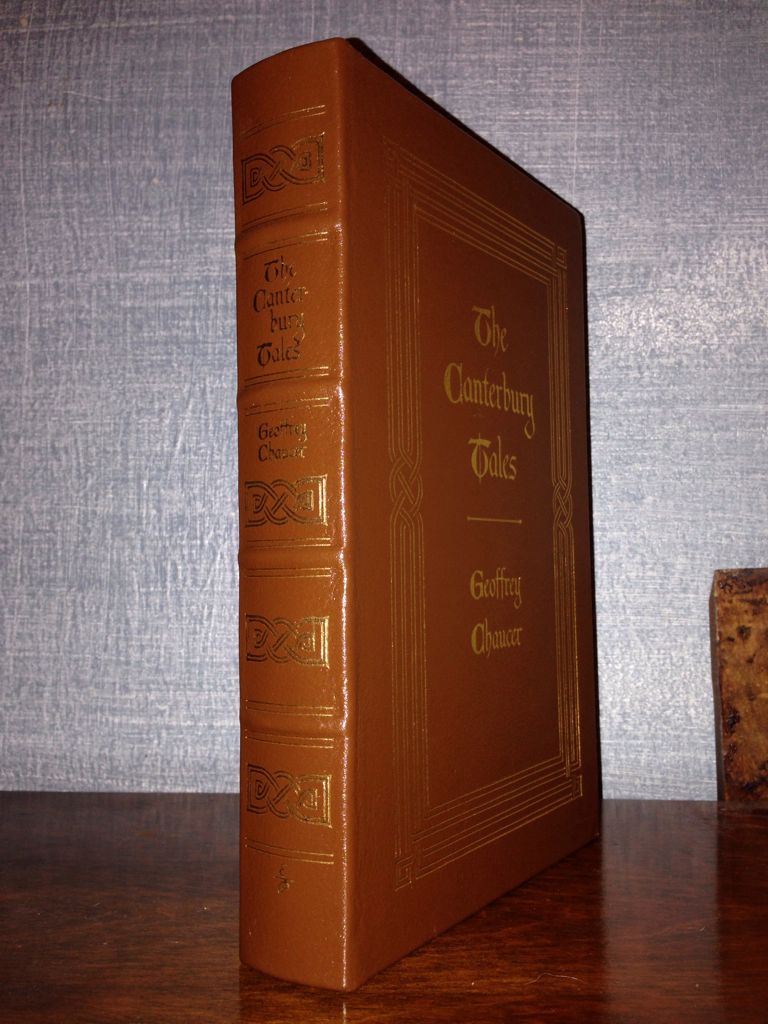 The
Canter-
bury
Tales
Geoffrey
Chaucer
The
Canterbury
Tales
Geoffrey
Chaucer